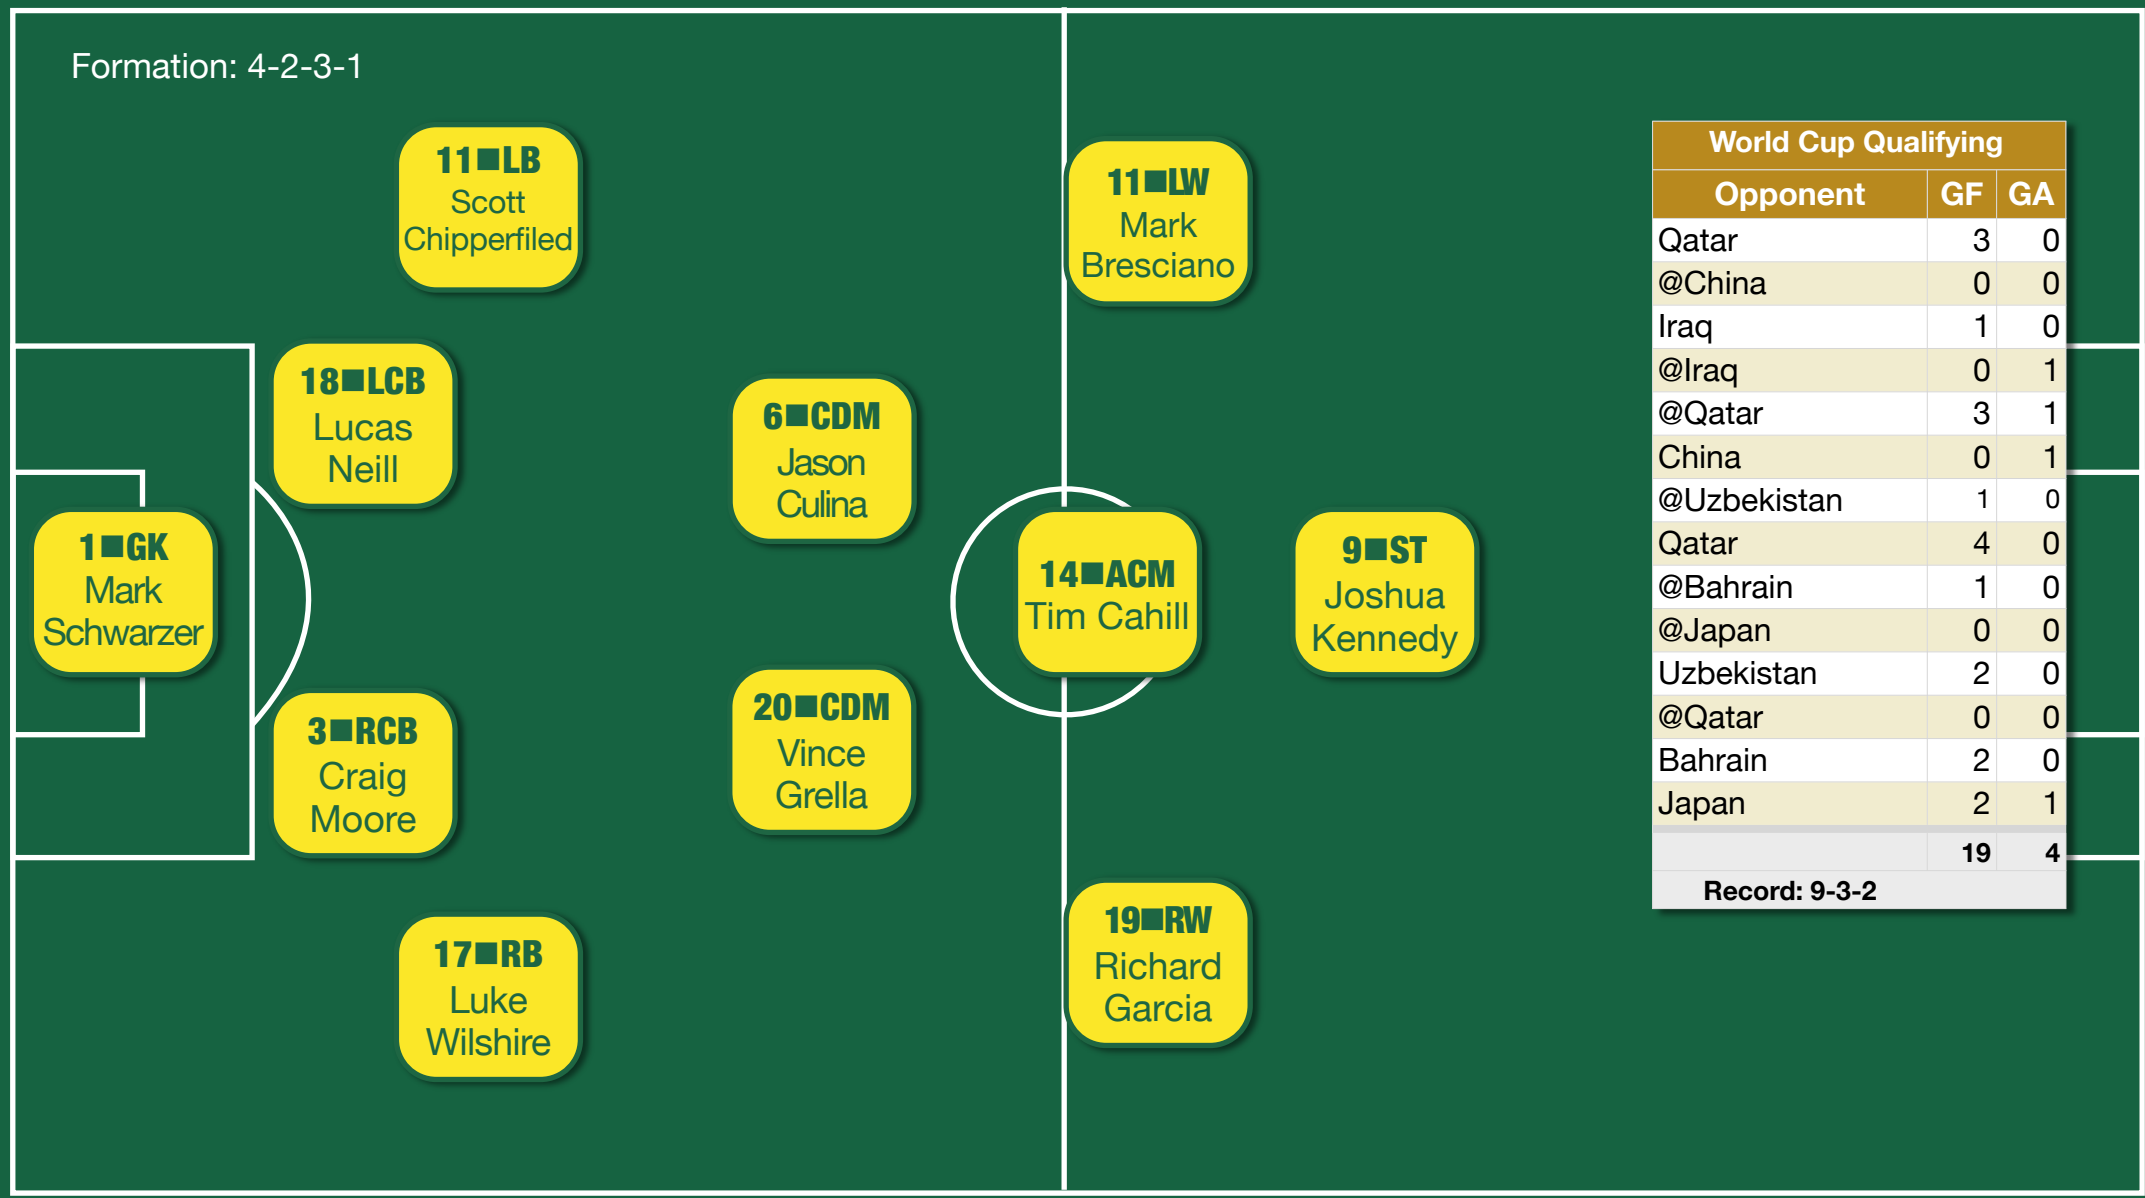 Formation: 4-2-3-1
11■LB
Scott
Chipperfiled
18■LCB
Lucas
Neill
1■GK
Mark
Schwarzer
3■RCB
Craig
Moore
17■RB
Luke
Wilshire
6■CDM
Jason
Culina
20■CDM
Vince
Grella
11■LW
Mark
Bresciano
14■ACM
Tim Cahill
19■RW
Richard
Garcia
9■ST
Joshua
Kennedy
World Cup Qualifying
Opponent GF GA
Qatar 3 0
@China 0 0
Iraq 1 0
@Iraq 0 1
@Qatar 3 1
China 0 1
@Uzbekistan 1 0
Qatar 4 0
@Bahrain 1 0
@Japan 0 0
Uzbekistan 2 0
@Qatar 0 0
Bahrain 2 0
Japan 2 1
19 4
Record: 9-3-2